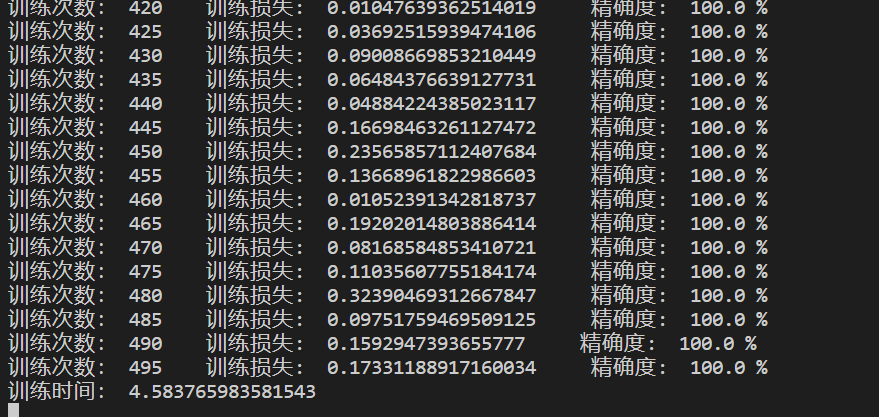 训练次数: 420 训练损失: 0.01047639362514019 精确度: 100.0 %
训练次数: 425 训练损失: 0.03692515939474106 精确度: 100.0 %
训练次数: 430 训练损失: 0.09008669853210449 精确度: 100.0 %
训练次数: 435 训练损失: 0.06484376639127731 精确度: 100.0 %
训练次数: 440 训练损失: 0.04884224385023117 精确度: 100.0 %
训练次数: 445 训练损失: 0.16698463261127472 精确度: 100.0 %
训练次数: 450 训练损失: 0.23565857112407684 精确度: 100.0 %
训练次数: 455 训练损失: 0.13668961822986603 精确度: 100.0 %
训练次数: 460 训练损失: 0.01052391342818737 精确度: 100.0 %
训练次数: 465 训练损失: 0.19202014803886414 精确度: 100.0 %
训练次数: 470 训练损失: 0.08168584853410721 精确度: 100.0 %
训练次数: 475 训练损失: 0.11035607755184174 精确度: 100.0 %
训练次数: 480 训练损失: 0.32390469312667847 精确度: 100.0 %
训练次数: 485 训练损失: 0.09751759469509125 精确度: 100.0 %
训练次数: 490 训练损失: 0.1592947393655777 精确度: 100.0 %
训练次数: 495 训练损失: 0.17331188917160034 精确度: 100.0 %
训练时间: 4.583765983581543